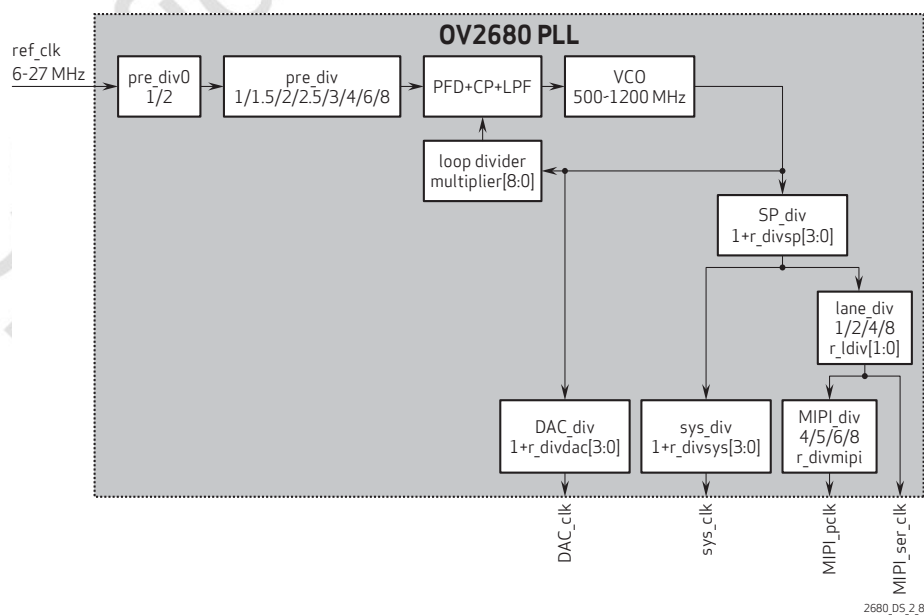 OV2680 PLL
ref_clk
6-27 MHz
pre_div0
1/2
pre_div
1/1.5/2/2.5/3/4/6/8
PFD+CP+LPF
VCO
500-1200 MHz
loop divider
multiplier[8:0]
SP_div
1+r_divsp[3:0]
lane_div
1/2/4/8
r_ldiv[1:0]
DAC_div
1+r_divdac[3:0]
sys_div
1+r_divsys[3:0]
MIPI_div
4/5/6/8
r_divmipi
DAC_clk
sys_clk
MIPI_pclk
MIPI_ser_clk